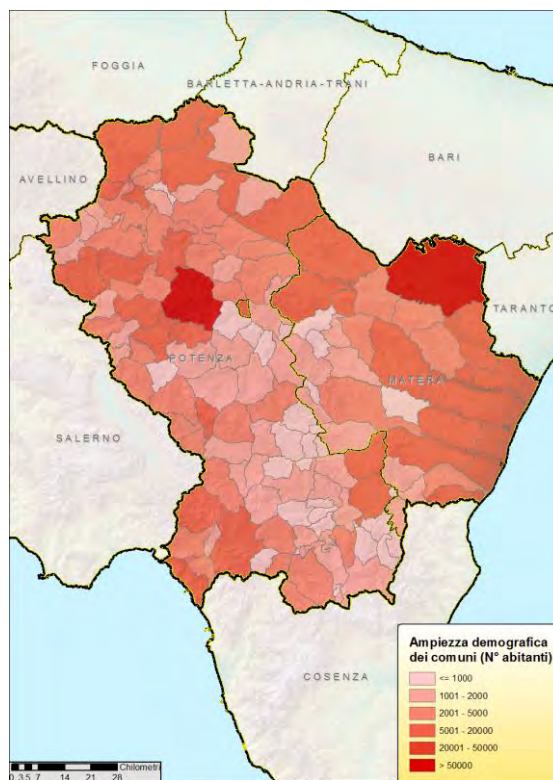 FOGGIA
BARLETTA-ANDRIA-TRANI
BARI
AVELLINO
TARANTO
POTENZA
MATERA
SALERNO
COSENZA
Ampiezza demografica
dei comuni (N° abitanti)
<= 1000
1001 - 2000
2001 - 5000
5001 - 20000
20001 - 50000
> 50000
Chilometri
0 3.5 7 14 21 28